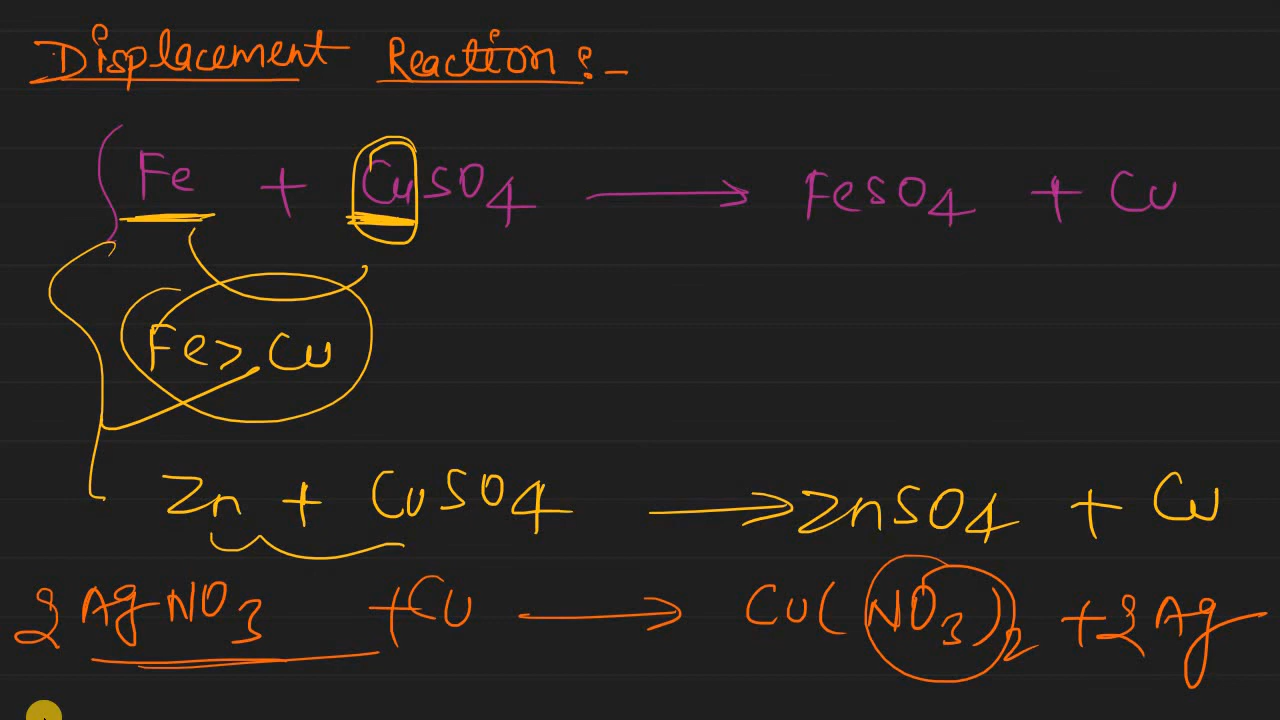 Displacement Reaction:-
Fe + CuSO4 → FeSO4 + Cu
Fe > Cu
Zn + CuSO4 → ZnSO4 + Cu
2AgNO3 + Cu → Cu(NO3)2 + 2Ag